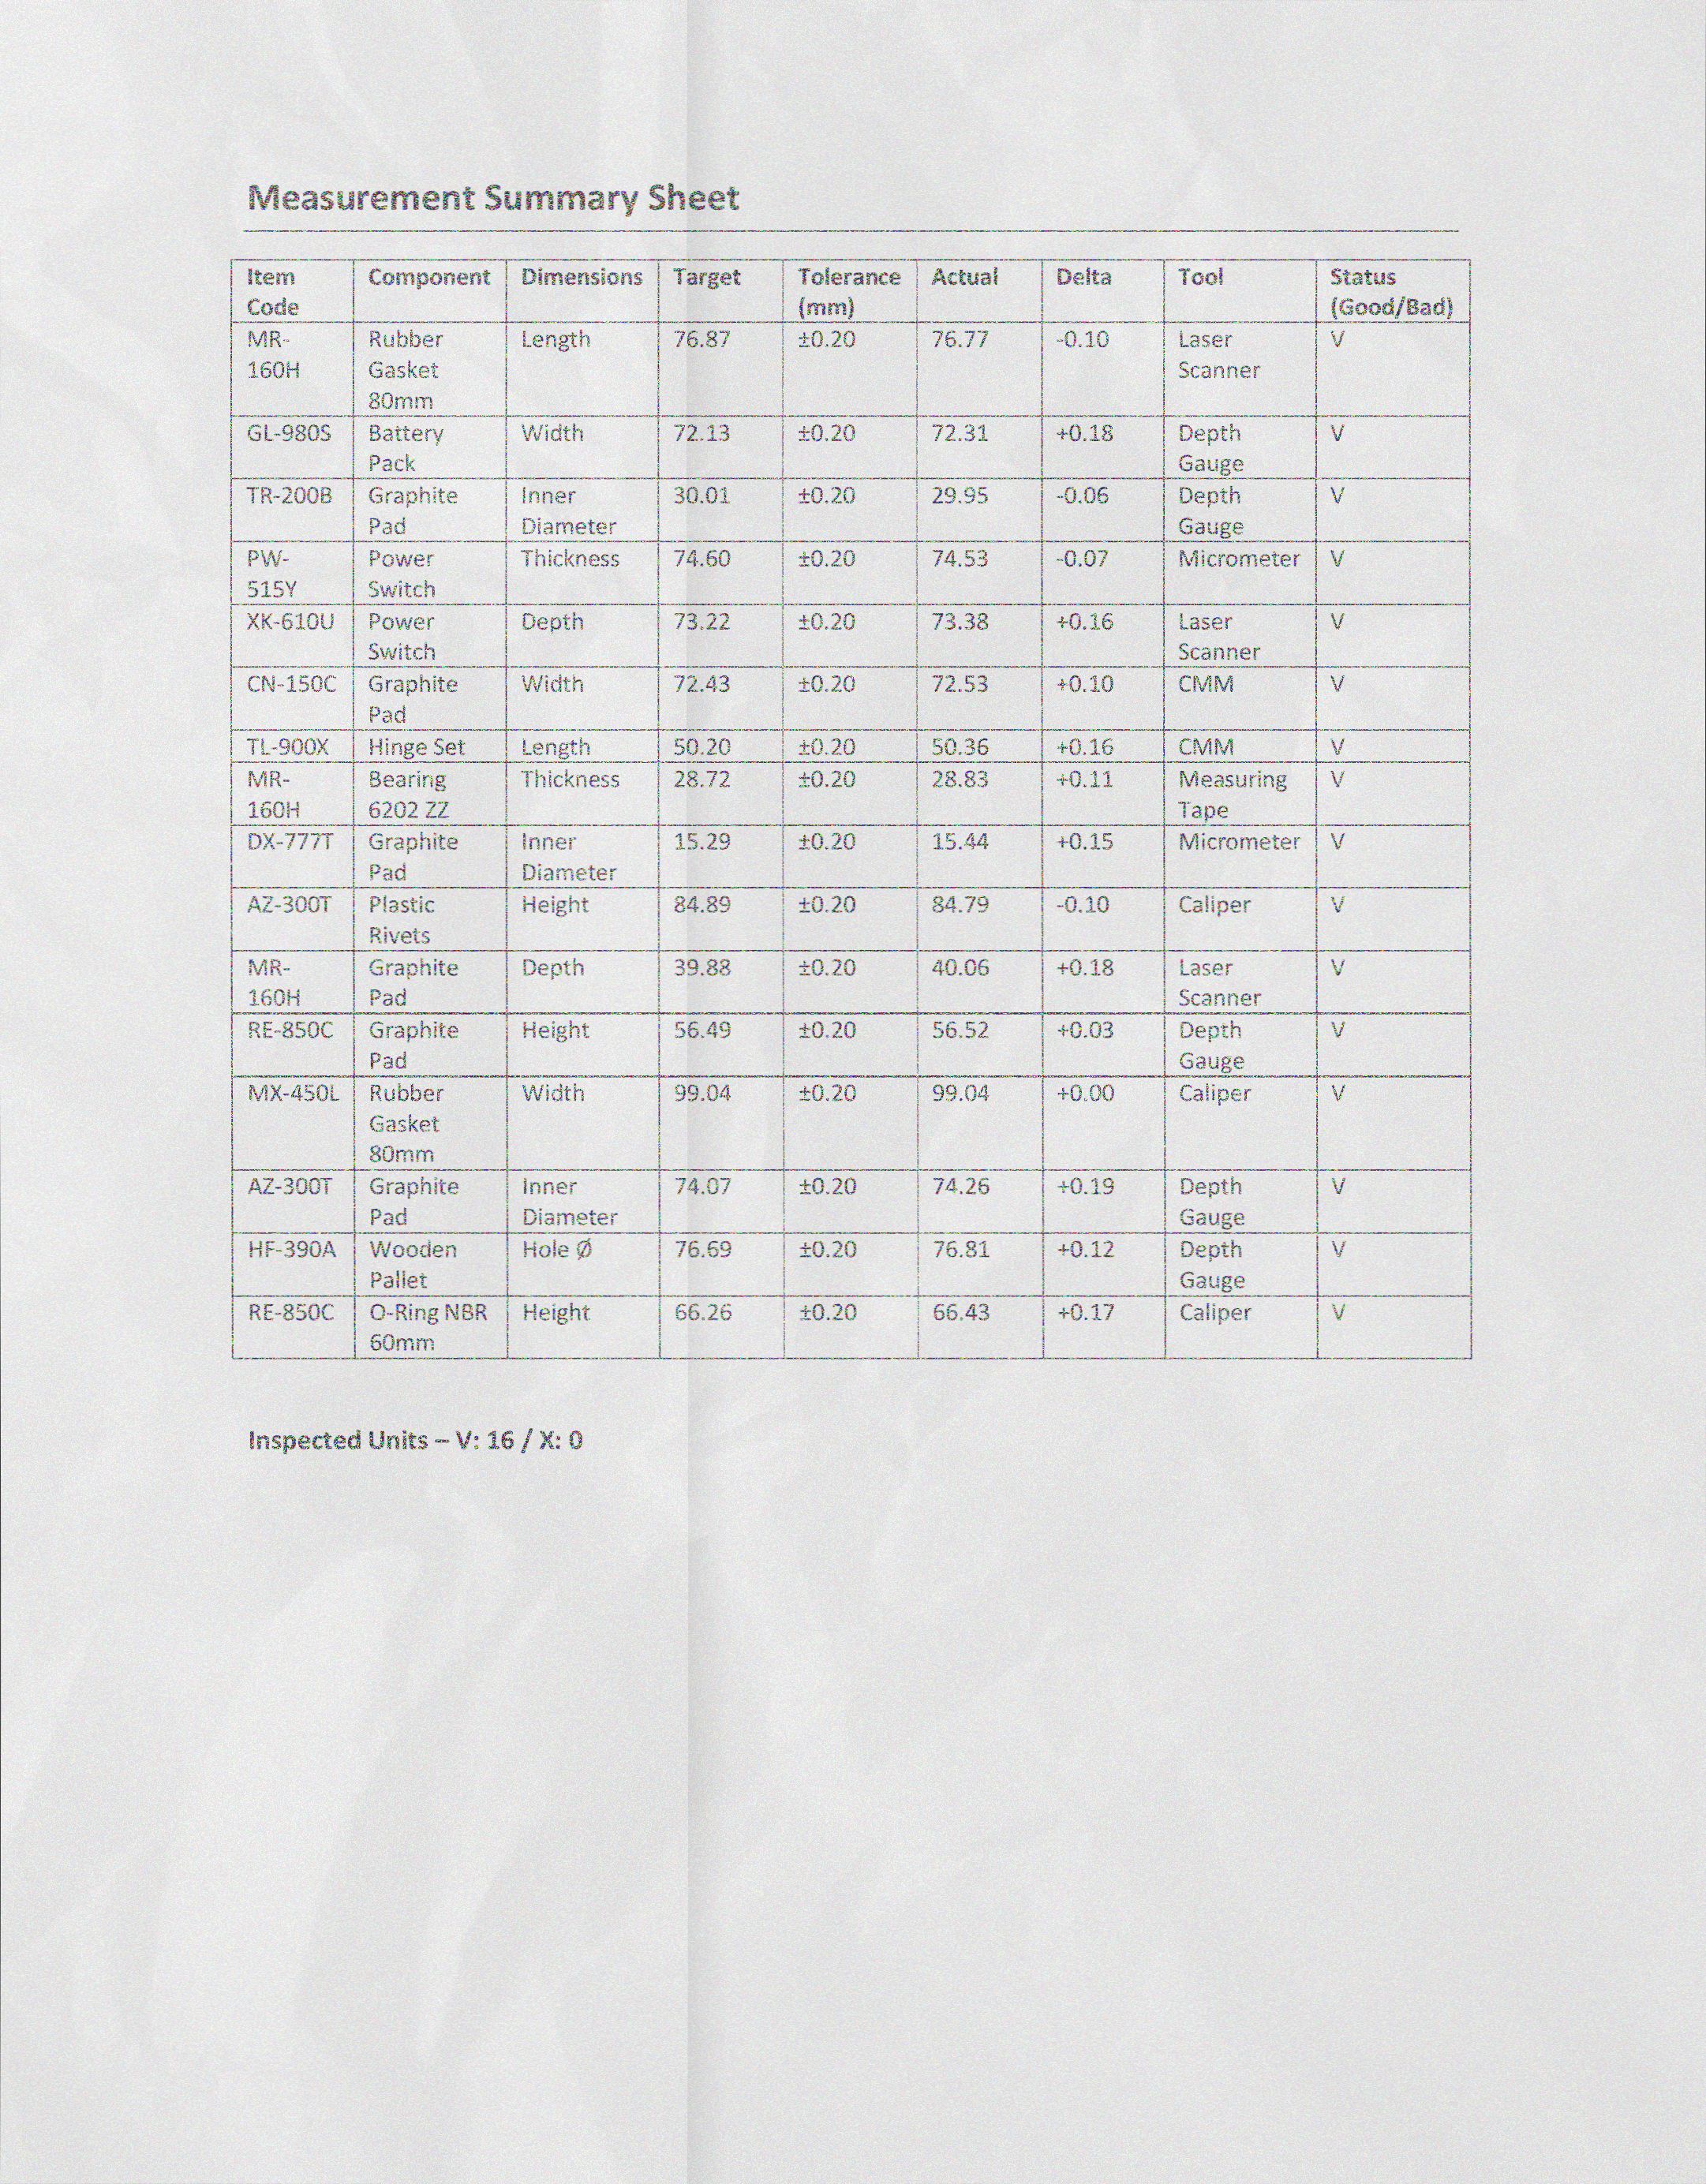 Measurement Summary Sheet
Item Code | Component | Dimensions | Target | Tolerance (mm) | Actual | Delta | Tool | Status (Good/Bad)
MR-160H | Rubber Gasket 80mm | Length | 76.87 | ±0.20 | 76.77 | -0.10 | Laser Scanner | V
GL-980S | Battery Pack | Width | 72.13 | ±0.20 | 72.31 | +0.18 | Depth Gauge | V
TR-200B | Graphite Pad | Inner Diameter | 30.01 | ±0.20 | 29.95 | -0.06 | Depth Gauge | V
PW-515Y | Power Switch | Thickness | 74.60 | ±0.20 | 74.53 | -0.07 | Micrometer | V
XK-610U | Power Switch | Depth | 73.22 | ±0.20 | 73.38 | +0.16 | Laser Scanner | V
CN-150C | Graphite Pad | Width | 72.43 | ±0.20 | 72.53 | +0.10 | CMM | V
TL-900X | Hinge Set | Length | 50.20 | ±0.20 | 50.36 | +0.16 | CMM | V
MR-160H | Bearing 6202 ZZ | Thickness | 28.72 | ±0.20 | 28.83 | +0.11 | Measuring Tape | V
DX-777T | Graphite Pad | Inner Diameter | 15.29 | ±0.20 | 15.44 | +0.15 | Micrometer | V
AZ-300T | Plastic Rivets | Height | 84.89 | ±0.20 | 84.79 | -0.10 | Caliper | V
MR-160H | Graphite Pad | Depth | 39.88 | ±0.20 | 40.06 | +0.18 | Laser Scanner | V
RE-850C | Graphite Pad | Height | 56.49 | ±0.20 | 56.52 | +0.03 | Depth Gauge | V
MX-450L | Rubber Gasket 80mm | Width | 99.04 | ±0.20 | 99.04 | +0.00 | Caliper | V
AZ-300T | Graphite Pad | Inner Diameter | 74.07 | ±0.20 | 74.26 | +0.19 | Depth Gauge | V
HF-390A | Wooden Pallet | Hole Ø | 76.69 | ±0.20 | 76.81 | +0.12 | Depth Gauge | V
RE-850C | O-Ring NBR 60mm | Height | 66.26 | ±0.20 | 66.43 | +0.17 | Caliper | V
Inspected Units – V: 16 / X: 0